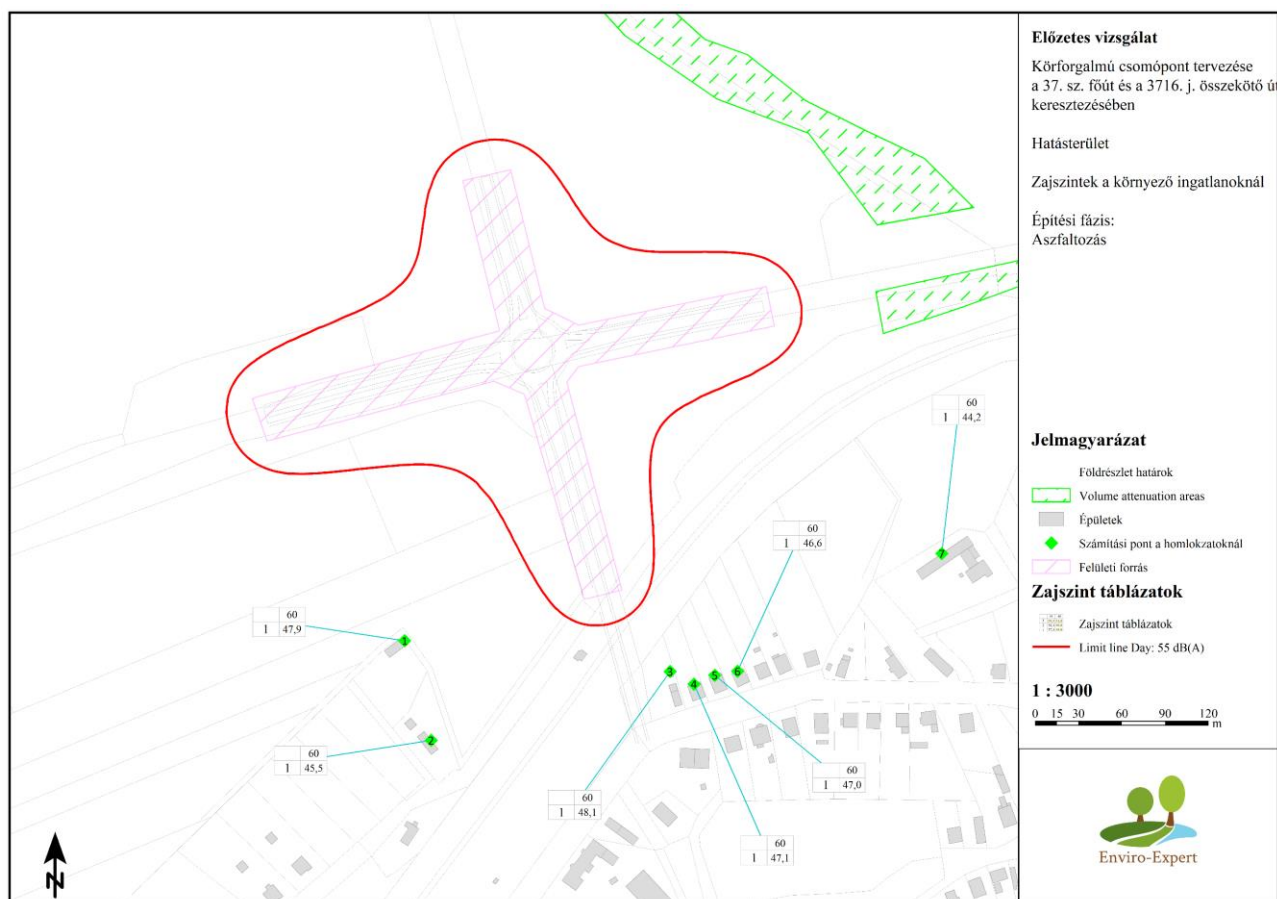 Előzetes vizsgálat
Körforgalmú csomópont tervezése
a 37. sz. főút és a 3716. j. összekötő út
keresztezésében
Hatásterület
Zajszintek a környező ingatlanoknál
Építési fázis:
Aszfaltozás
60
1 44,2
7
60
1 46,6
60
1 47,9
1
3
4
5
6
60
1 45,5
2
60
1 47,0
60
1 48,1
60
1 47,1
N
Jelmagyarázat
Földrészlet határok
Volume attenuation areas
Épületek
Számítási pont a homlokzatoknál
Felületi forrás
Zajszint táblázatok
Zajszint táblázatok
Limit line Day: 55 dB(A)
1 : 3000
0 15 30 60 90 120
m
Enviro-Expert